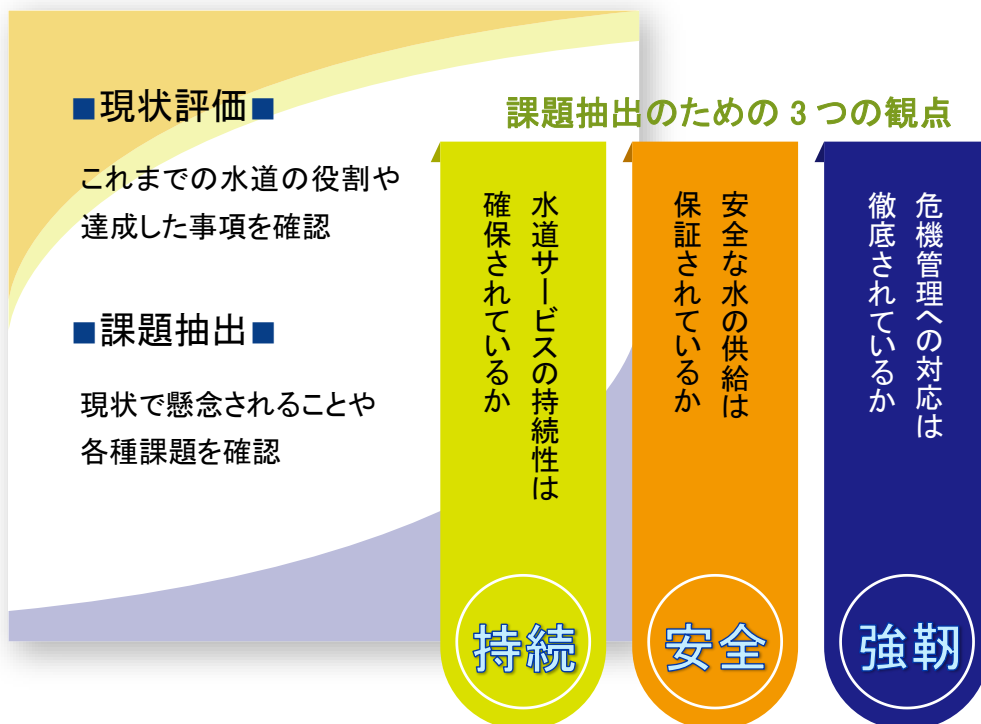 ■現状評価■
これまでの水道の役割や
達成した事項を確認
■課題抽出■
現状で懸念されることや
各種課題を確認
課題抽出のための 3 つの観点
水道サービスの持続性は
確保されているか
持続
安全な水の供給は
保証されているか
安全
危機管理への対応は
徹底されているか
強靭